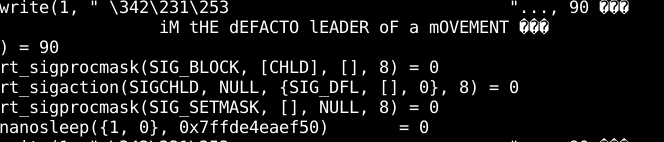 write(1, " \342\231\253 "..., 90 ���
iM tHE dEFACTO lEADER oF a mOVEMENT ���
) = 90
rt_sigprocmask(SIG_BLOCK, [CHLD], [], 8) = 0
rt_sigaction(SIGCHLD, NULL, {SIG_DFL, [], 0}, 8) = 0
rt_sigprocmask(SIG_SETMASK, [], NULL, 8) = 0
nanosleep({1, 0}, 0x7ffde4eaef50) = 0